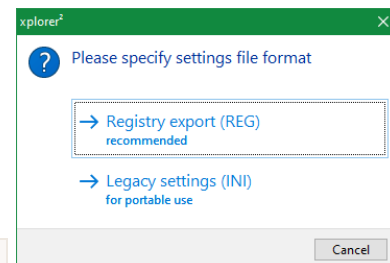 xplorer²
Please specify settings file format
Registry export (REG)
recommended
Legacy settings (INI)
for portable use
Cancel